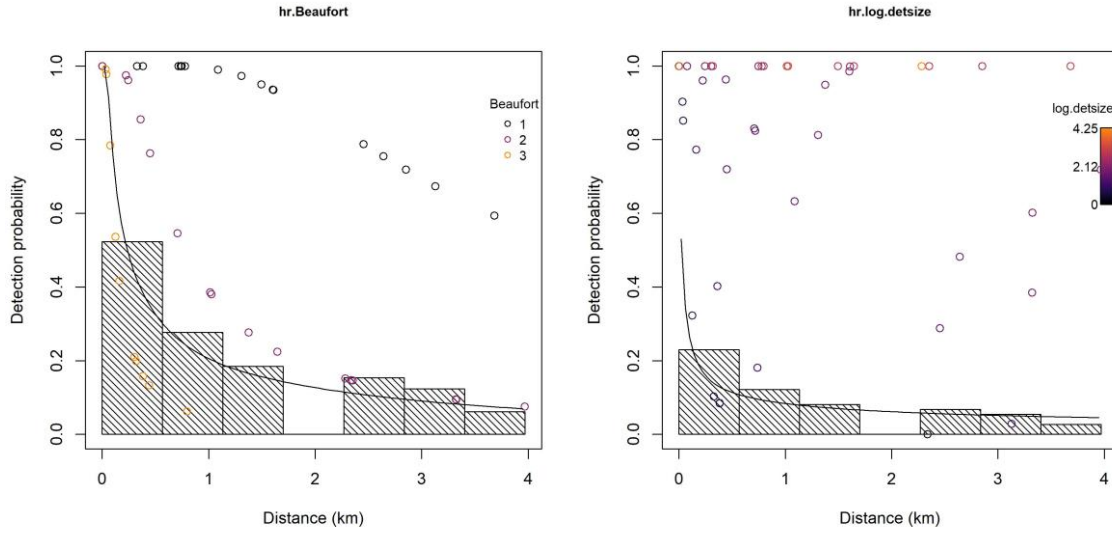 hr.Beaufort
Detection probability
1.0
0.8
0.6
0.4
0.2
0.0
Beaufort
1
2
3
0 1 2 3 4
Distance (km)
hr.log.detsize
Detection probability
1.0
0.8
0.6
0.4
0.2
0.0
log.detsize
4.25
2.12
0
0 1 2 3 4
Distance (km)